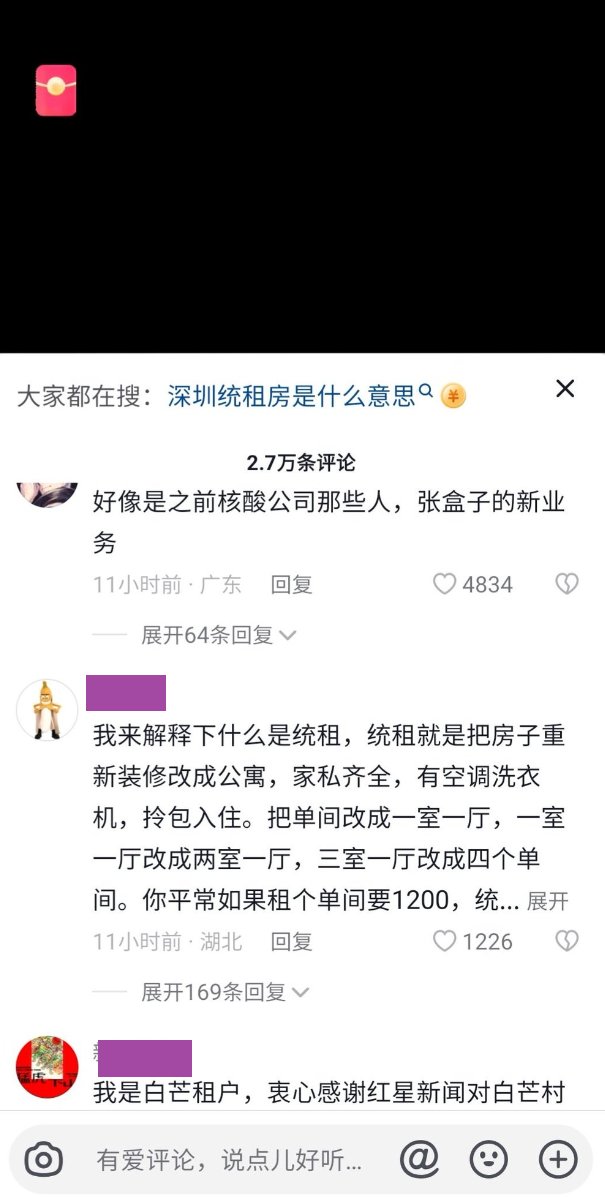 大家都在搜：深圳统租房是什么意思
2.7万条评论
好像是之前核酸公司那些人，张盒子的新业
务
11小时前 · 广东 回复 4834
展开64条回复
我来解释下什么是统租，统租就是把房子重
新装修改成公寓，家私齐全，有空调洗衣
机，拎包入住。把单间改成一室一厅，一室
一厅改成两室一厅，三室一厅改成四个单
间。你平常如果租个单间要1200，统... 展开
11小时前 · 湖北 回复 1226
展开169条回复
我是白芒租户，衷心感谢红星新闻对白芒村
有爱评论，说点儿好听...